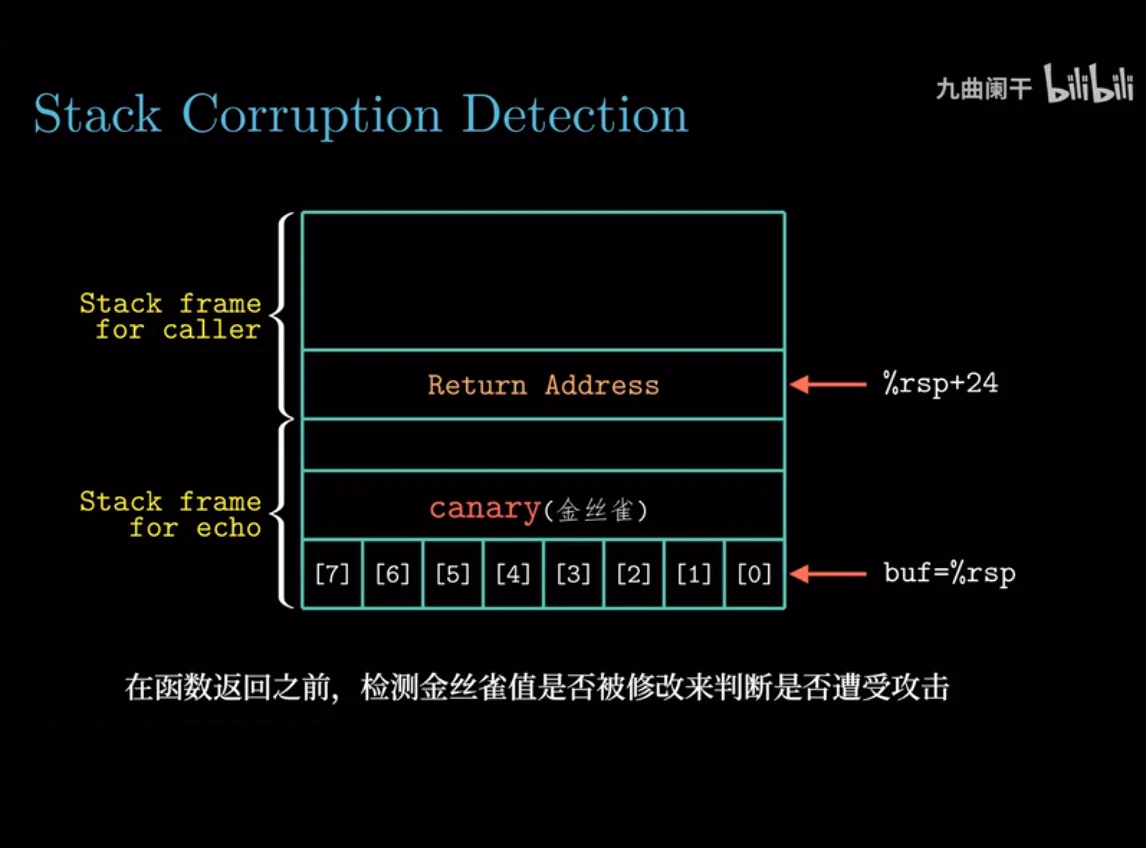 九曲阑干 bilibili
Stack Corruption Detection
Stack frame
for caller
Return Address
%rsp+24
Stack frame
for echo
canary(金丝雀)
[7] [6] [5] [4] [3] [2] [1] [0]
buf=%rsp
在函数返回之前，检测金丝雀值是否被修改来判断是否遭受攻击